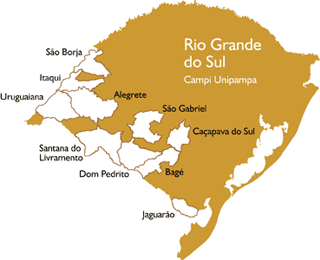 Rio Grande
do Sul
Campi Unipampa
São Borja
Itaqui
Uruguaiana
Alegrete
São Gabriel
Caçapava do Sul
Santana do
Livramento
Dom Pedrito
Bagé
Jaguarão